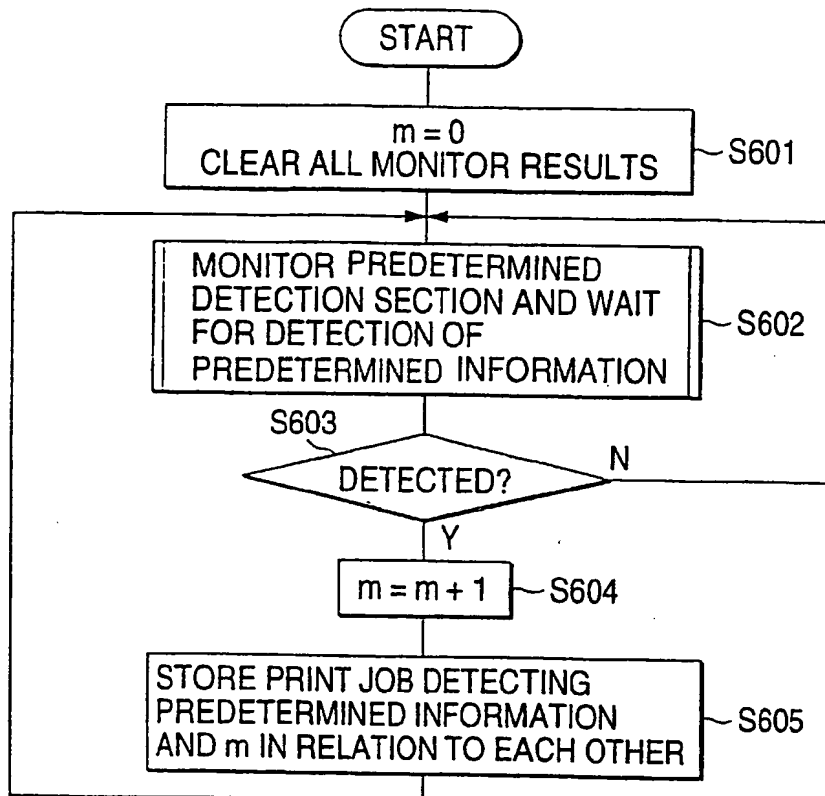 START
m = 0
CLEAR ALL MONITOR RESULTS
S601
MONITOR PREDETERMINED
DETECTION SECTION AND WAIT
FOR DETECTION OF
PREDETERMINED INFORMATION
S602
S603
DETECTED?
N
Y
m = m + 1
S604
STORE PRINT JOB DETECTING
PREDETERMINED INFORMATION
AND m IN RELATION TO EACH OTHER
S605